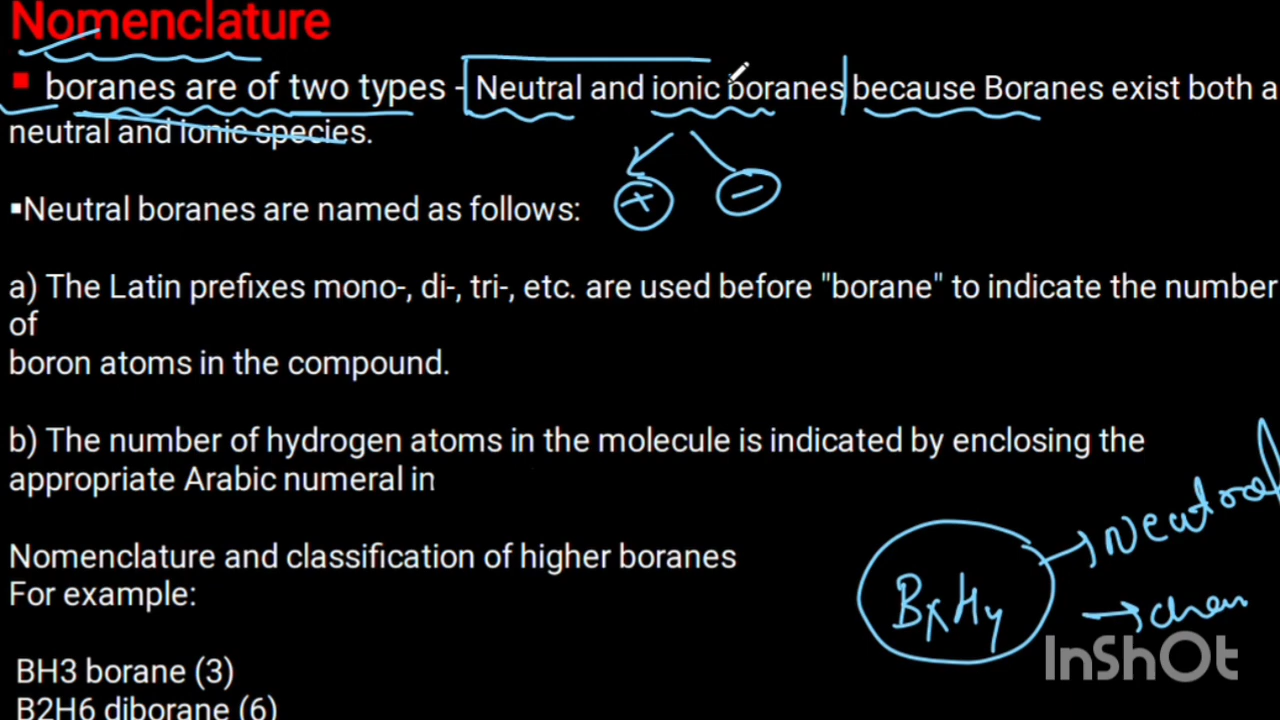 Nomenclature
boranes are of two types - Neutral and ionic boranes because Boranes exist both a
neutral and ionic species.
+ −
▪Neutral boranes are named as follows:
a) The Latin prefixes mono-, di-, tri-, etc. are used before "borane" to indicate the number
of
boron atoms in the compound.
b) The number of hydrogen atoms in the molecule is indicated by enclosing the
appropriate Arabic numeral in
Neutral
Nomenclature and classification of higher boranes
For example:
BxHy
InShOt
BH3 borane (3)
B2H6 diborane (6)